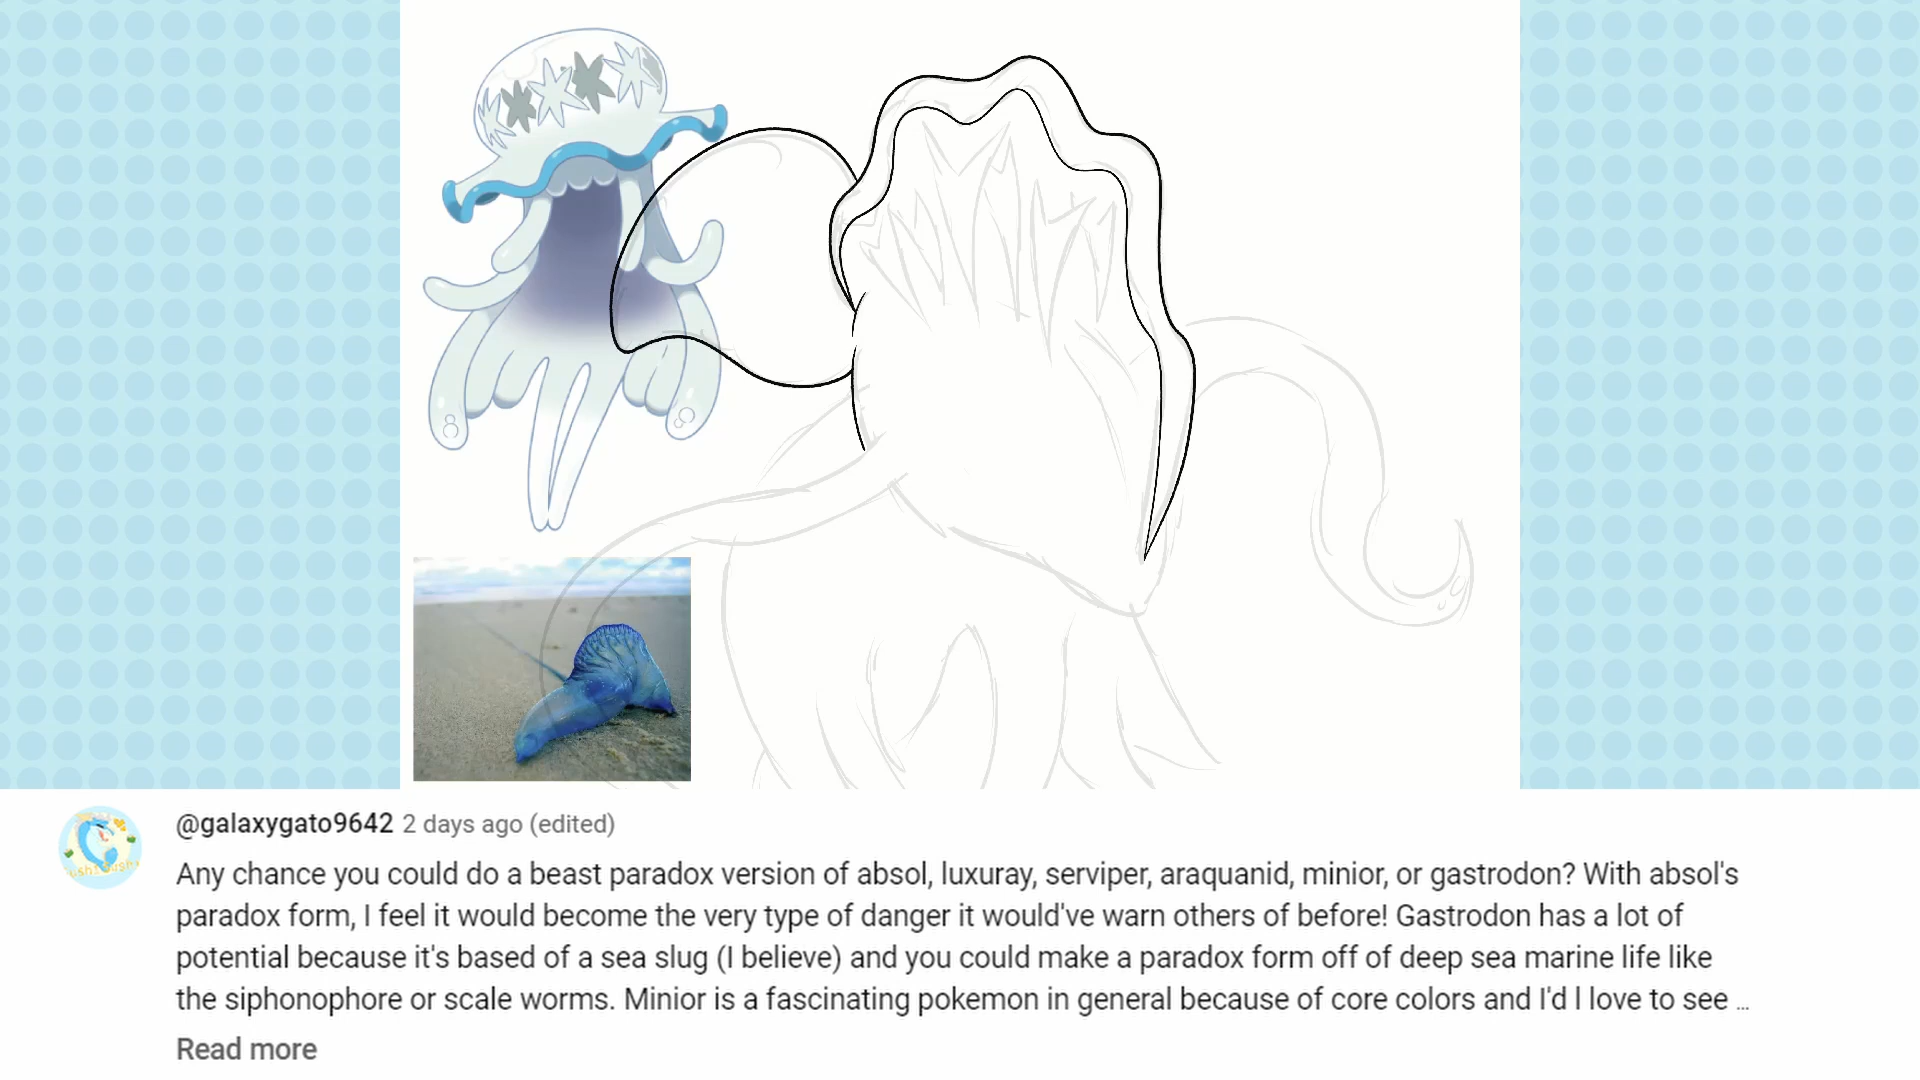 @galaxygato9642 2 days ago (edited)
Any chance you could do a beast paradox version of absol, luxuray, serviper, araquanid, minior, or gastrodon? With absol's
paradox form, I feel it would become the very type of danger it would've warn others of before! Gastrodon has a lot of
potential because it's based of a sea slug (I believe) and you could make a paradox form off of deep sea marine life like
the siphonophore or scale worms. Minior is a fascinating pokemon in general because of core colors and I'd l love to see ...
Read more